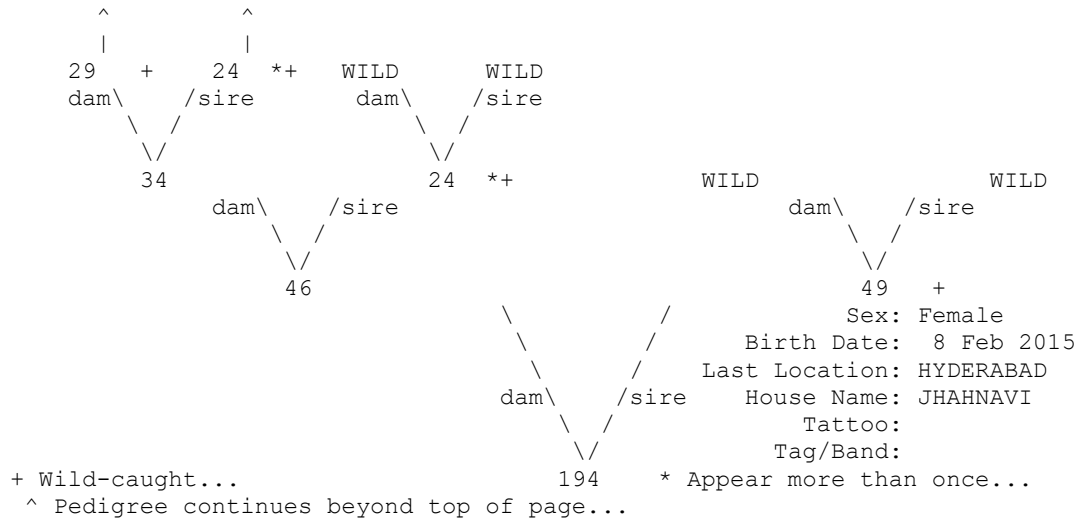 ^ ^
| |
29 + 24 *+ WILD WILD
dam\ /sire dam\ /sire
\ / \ /
\/ \/
34 24 *+ WILD WILD
dam\ /sire dam\ /sire
\ / \ /
\/ \/
46 49 +
\ / Sex: Female
\ / Birth Date: 8 Feb 2015
\ / Last Location: HYDERABAD
dam\ /sire House Name: JHAHNAVI
\ / Tattoo:
\/ Tag/Band:
+ Wild-caught... 194 * Appear more than once...
^ Pedigree continues beyond top of page...